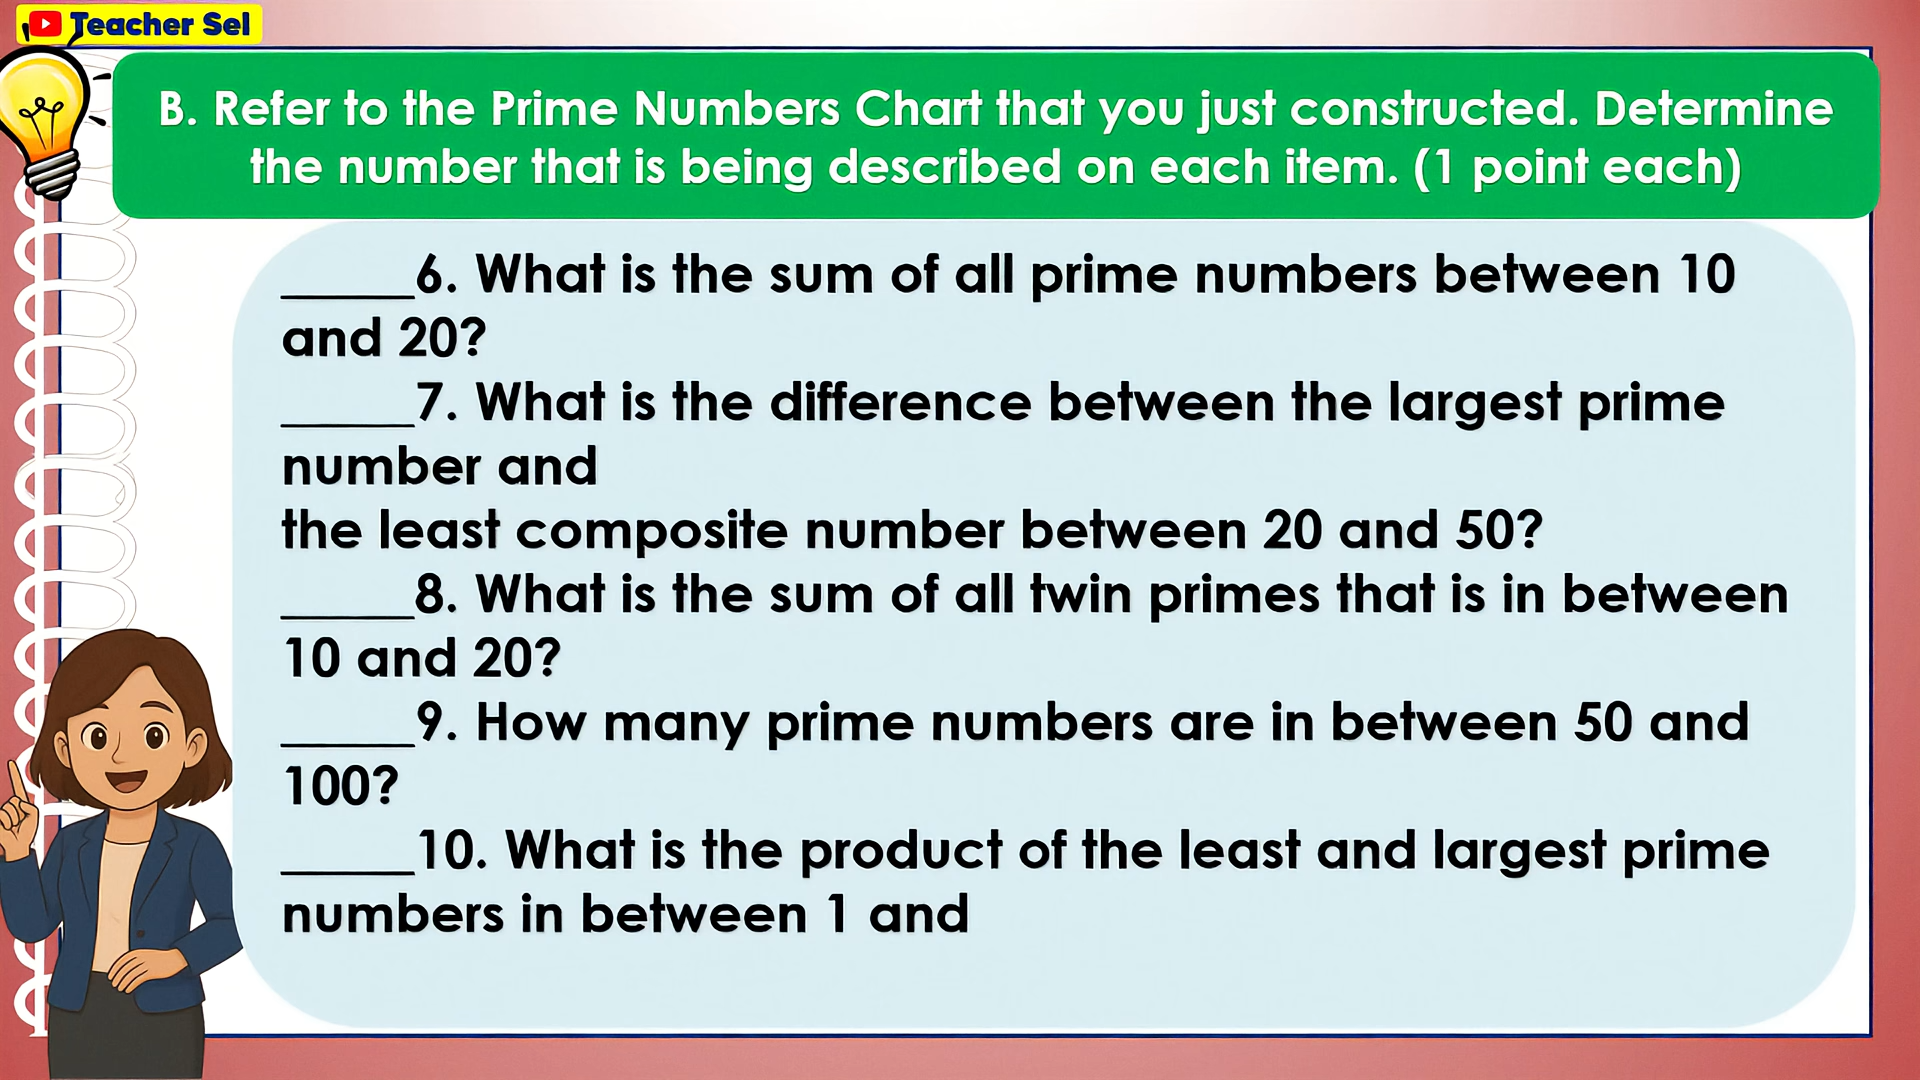 Teacher Sel
B. Refer to the Prime Numbers Chart that you just constructed. Determine
the number that is being described on each item. (1 point each)
_____6. What is the sum of all prime numbers between 10
and 20?
_____7. What is the difference between the largest prime
number and
the least composite number between 20 and 50?
_____8. What is the sum of all twin primes that is in between
10 and 20?
_____9. How many prime numbers are in between 50 and
100?
_____10. What is the product of the least and largest prime
numbers in between 1 and